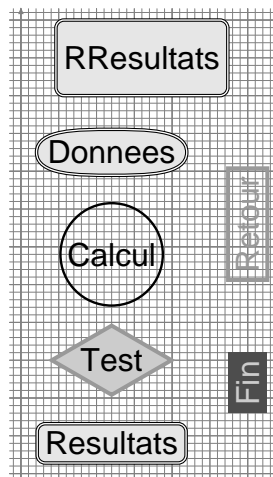 RResultats
Donnees
Retour
Calcul
Test
Fin
Resultats